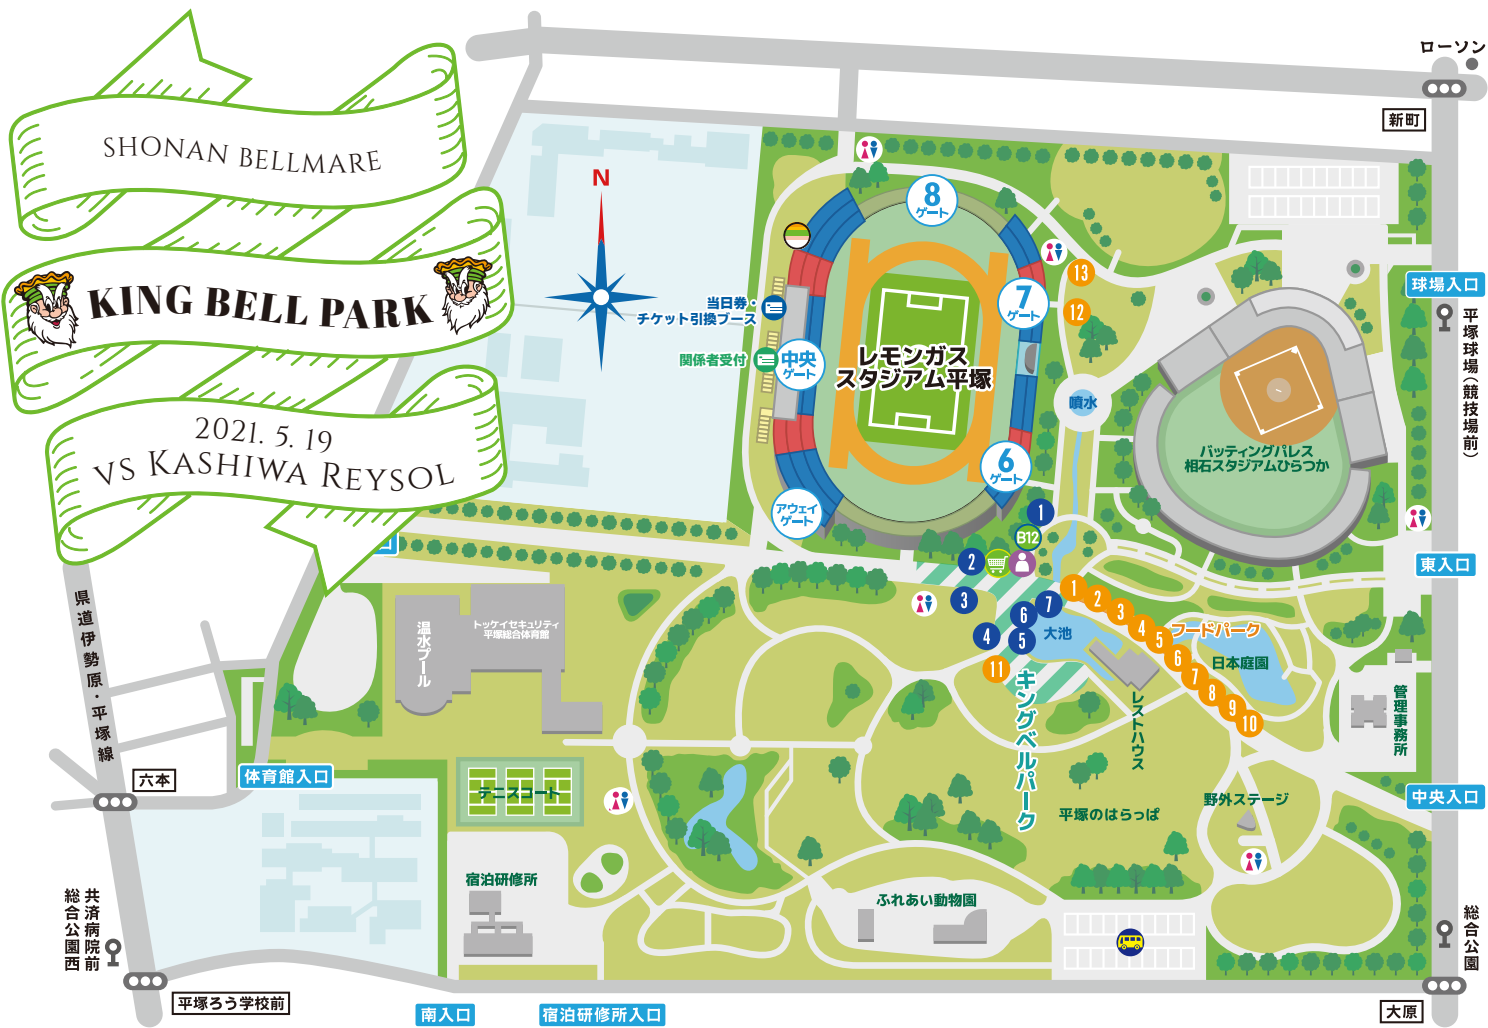 SHONAN BELLMARE
KING BELL PARK
2021. 5. 19
VS KASHIWA REYSOL
N
ローソン
新町
8
ゲート
7
ゲート
13
12
当日券・
チケット引換ブース
関係者受付
中央
ゲート
レモンガス
スタジアム平塚
噴水
6
ゲート
アウェイ
ゲート
球場入口
平塚球場（競技場前）
バッティングパレス
相石スタジアムひらつか
東入口
1
B12
2
3
4
5
6
7
大池
1
2
3
4
5
6
7
8
9
10
11
フードパーク
日本庭園
キングベルパーク
レストハウス
管理事務所
中央入口
野外ステージ
平塚のはらっぱ
温水プール
トッケイセキュリティ
平塚総合体育館
県道伊勢原・平塚線
六本
体育館入口
テニスコート
宿泊研修所
ふれあい動物園
共済病院前
総合公園西
平塚ろう学校前
南入口
宿泊研修所入口
総合公園
大原